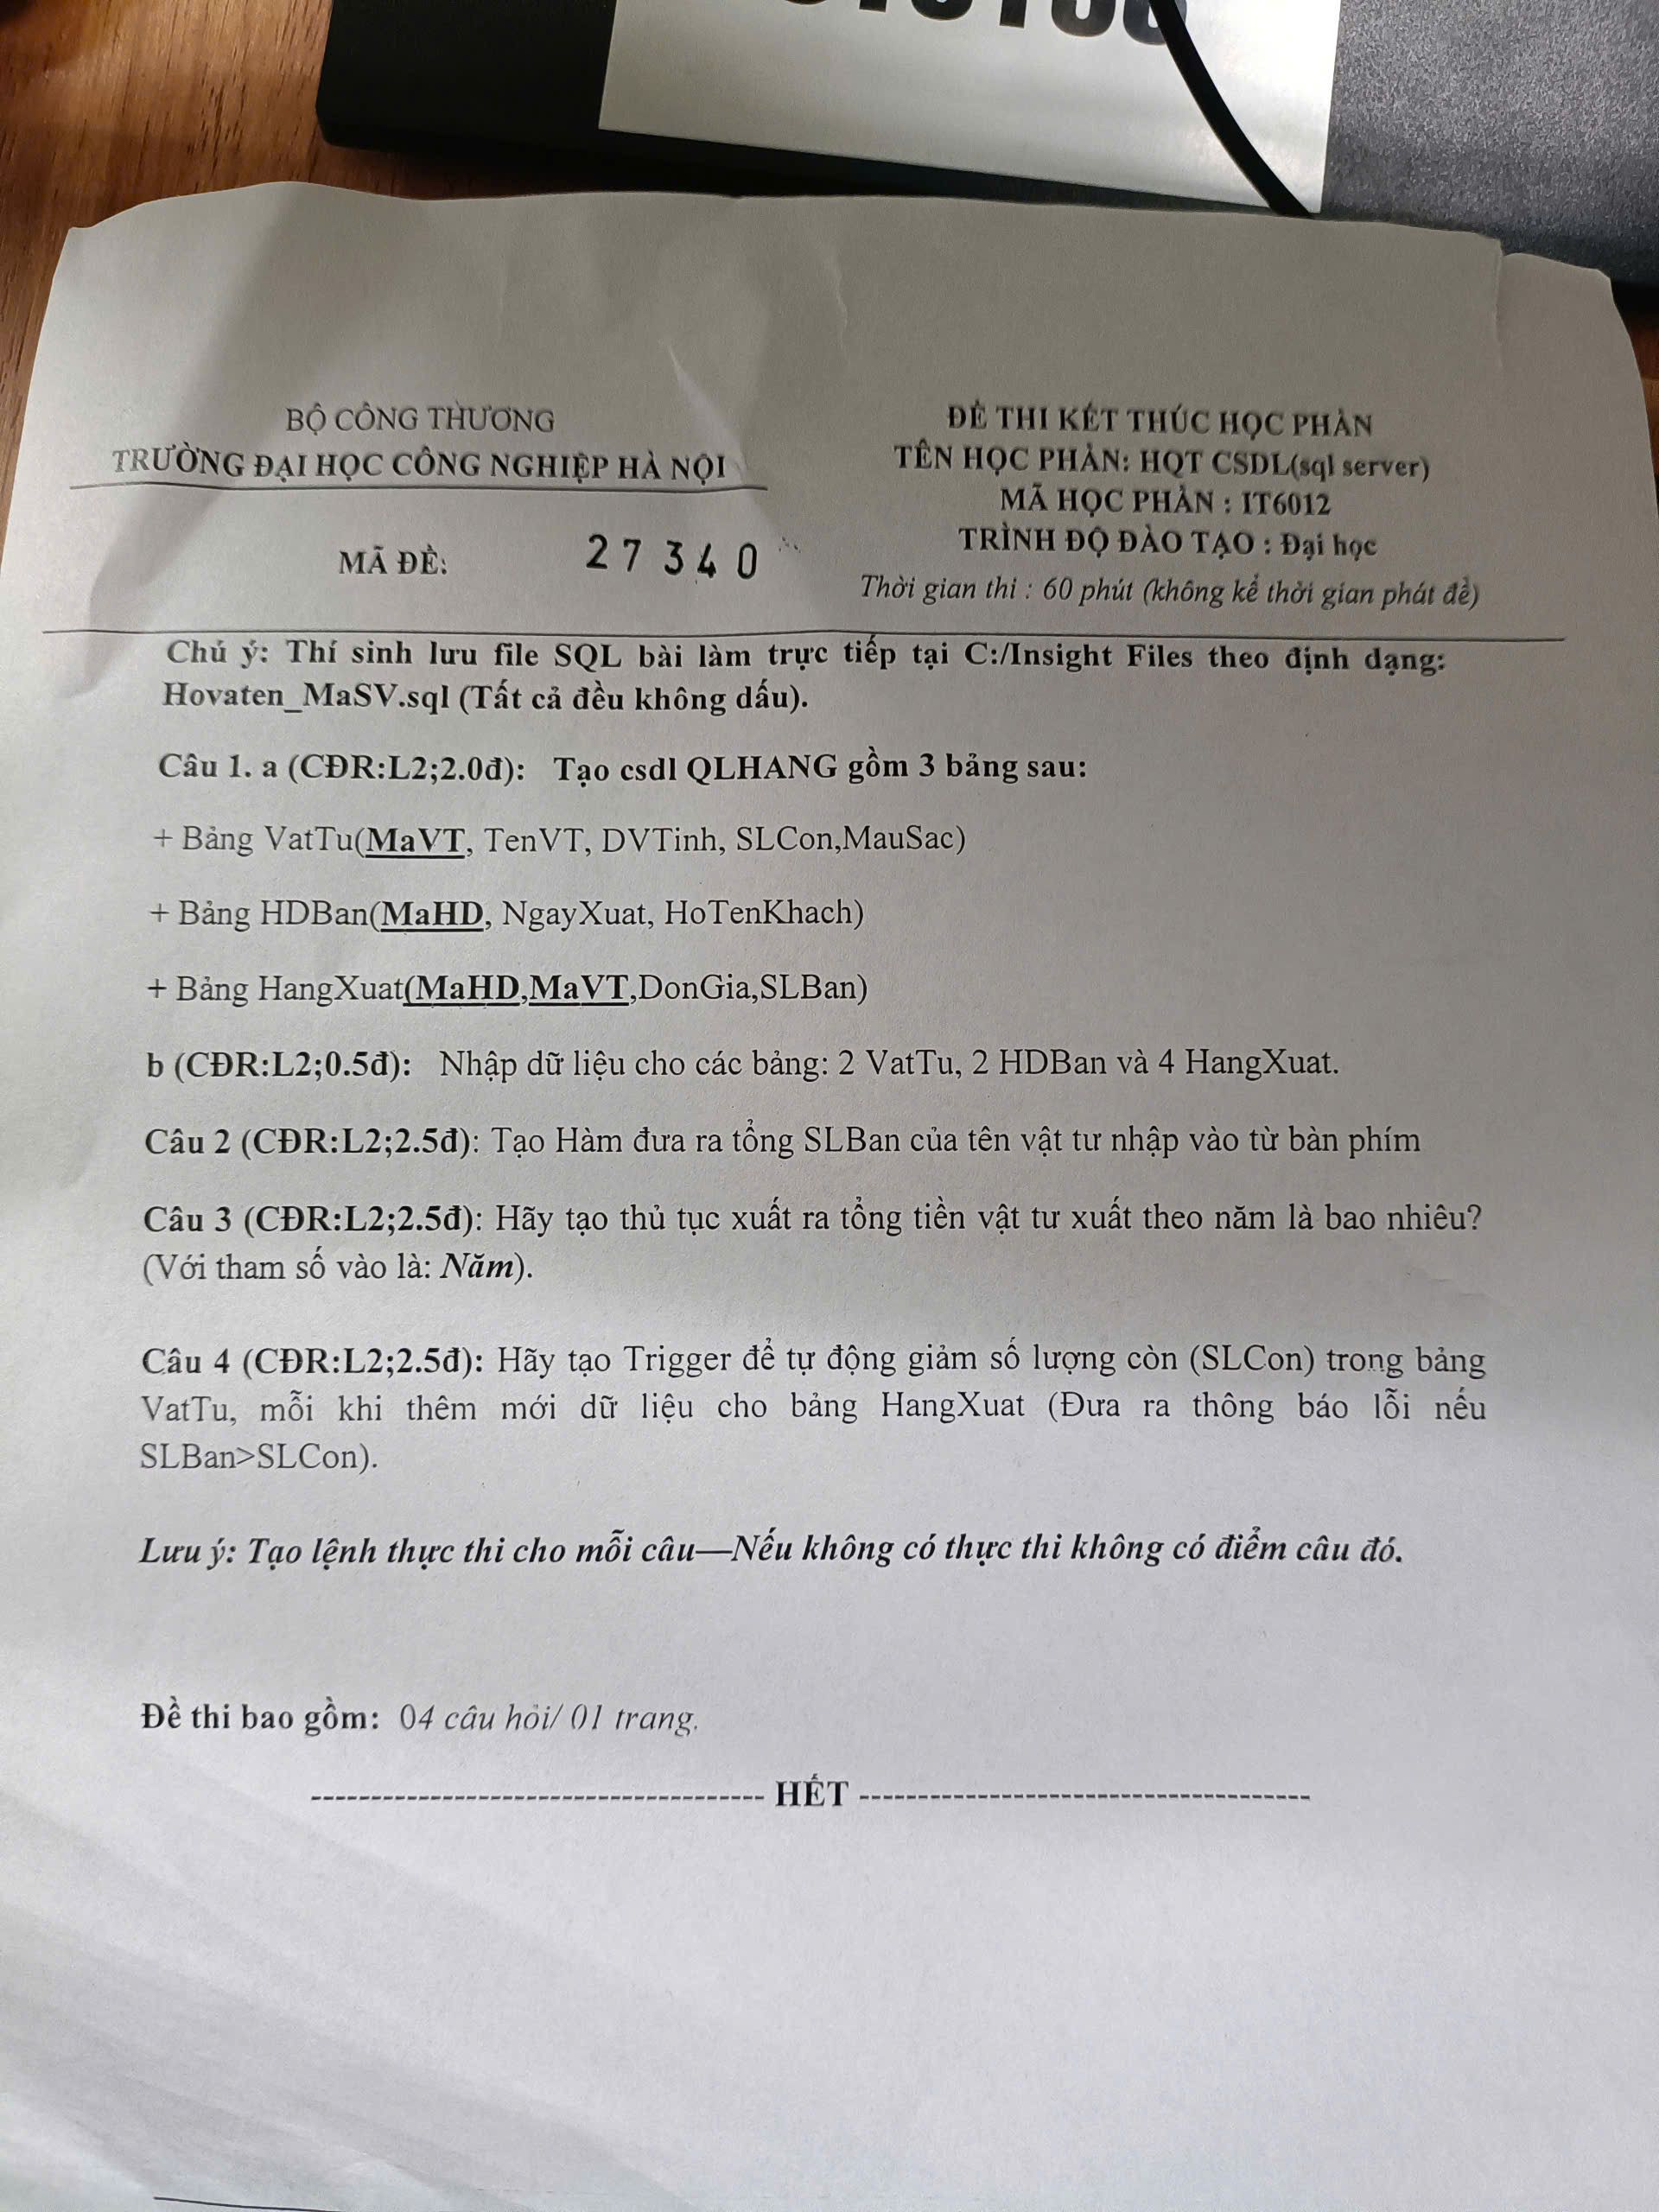 BỘ CÔNG THƯƠNG
TRƯỜNG ĐẠI HỌC CÔNG NGHIỆP HÀ NỘI
MÃ ĐỀ: 27340
ĐỀ THI KẾT THÚC HỌC PHẦN
TÊN HỌC PHẦN: HQT CSDL(sql server)
MÃ HỌC PHẦN : IT6012
TRÌNH ĐỘ ĐÀO TẠO : Đại học
Thời gian thi : 60 phút (không kể thời gian phát đề)
Chú ý: Thí sinh lưu file SQL bài làm trực tiếp tại C:/Insight Files theo định dạng:
Hovaten_MaSV.sql (Tất cả đều không dấu).
Câu 1. a (CĐR:L2;2.0đ): Tạo csdl QLHANG gồm 3 bảng sau:
+ Bảng VatTu(MaVT, TenVT, DVTinh, SLCon,MauSac)
+ Bảng HDBan(MaHD, NgayXuat, HoTenKhach)
+ Bảng HangXuat(MaHD,MaVT,DonGia,SLBan)
b (CĐR:L2;0.5đ): Nhập dữ liệu cho các bảng: 2 VatTu, 2 HDBan và 4 HangXuat.
Câu 2 (CĐR:L2;2.5đ): Tạo Hàm đưa ra tổng SLBan của tên vật tư nhập vào từ bàn phím
Câu 3 (CĐR:L2;2.5đ): Hãy tạo thủ tục xuất ra tổng tiền vật tư xuất theo năm là bao nhiêu?
(Với tham số vào là: Năm).
Câu 4 (CĐR:L2;2.5đ): Hãy tạo Trigger để tự động giảm số lượng còn (SLCon) trong bảng
VatTu, mỗi khi thêm mới dữ liệu cho bảng HangXuat (Đưa ra thông báo lỗi nếu
SLBan>SLCon).
Lưu ý: Tạo lệnh thực thi cho mỗi câu—Nếu không có thực thi không có điểm câu đó.
Đề thi bao gồm: 04 câu hỏi/ 01 trang.
------------------------------------- HẾT -------------------------------------